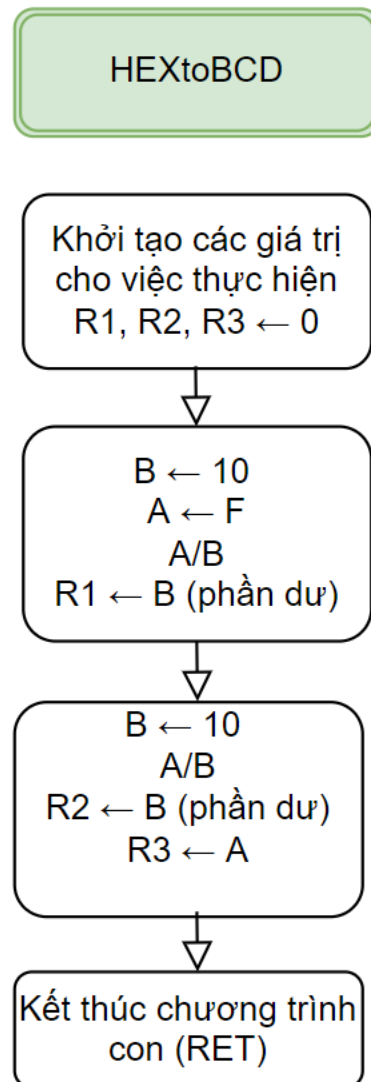 HEXtoBCD
Khởi tạo các giá trị
cho việc thực hiện
R1, R2, R3 ← 0
B ← 10
A ← F
A/B
R1 ← B (phần dư)
B ← 10
A/B
R2 ← B (phần dư)
R3 ← A
Kết thúc chương trình
con (RET)